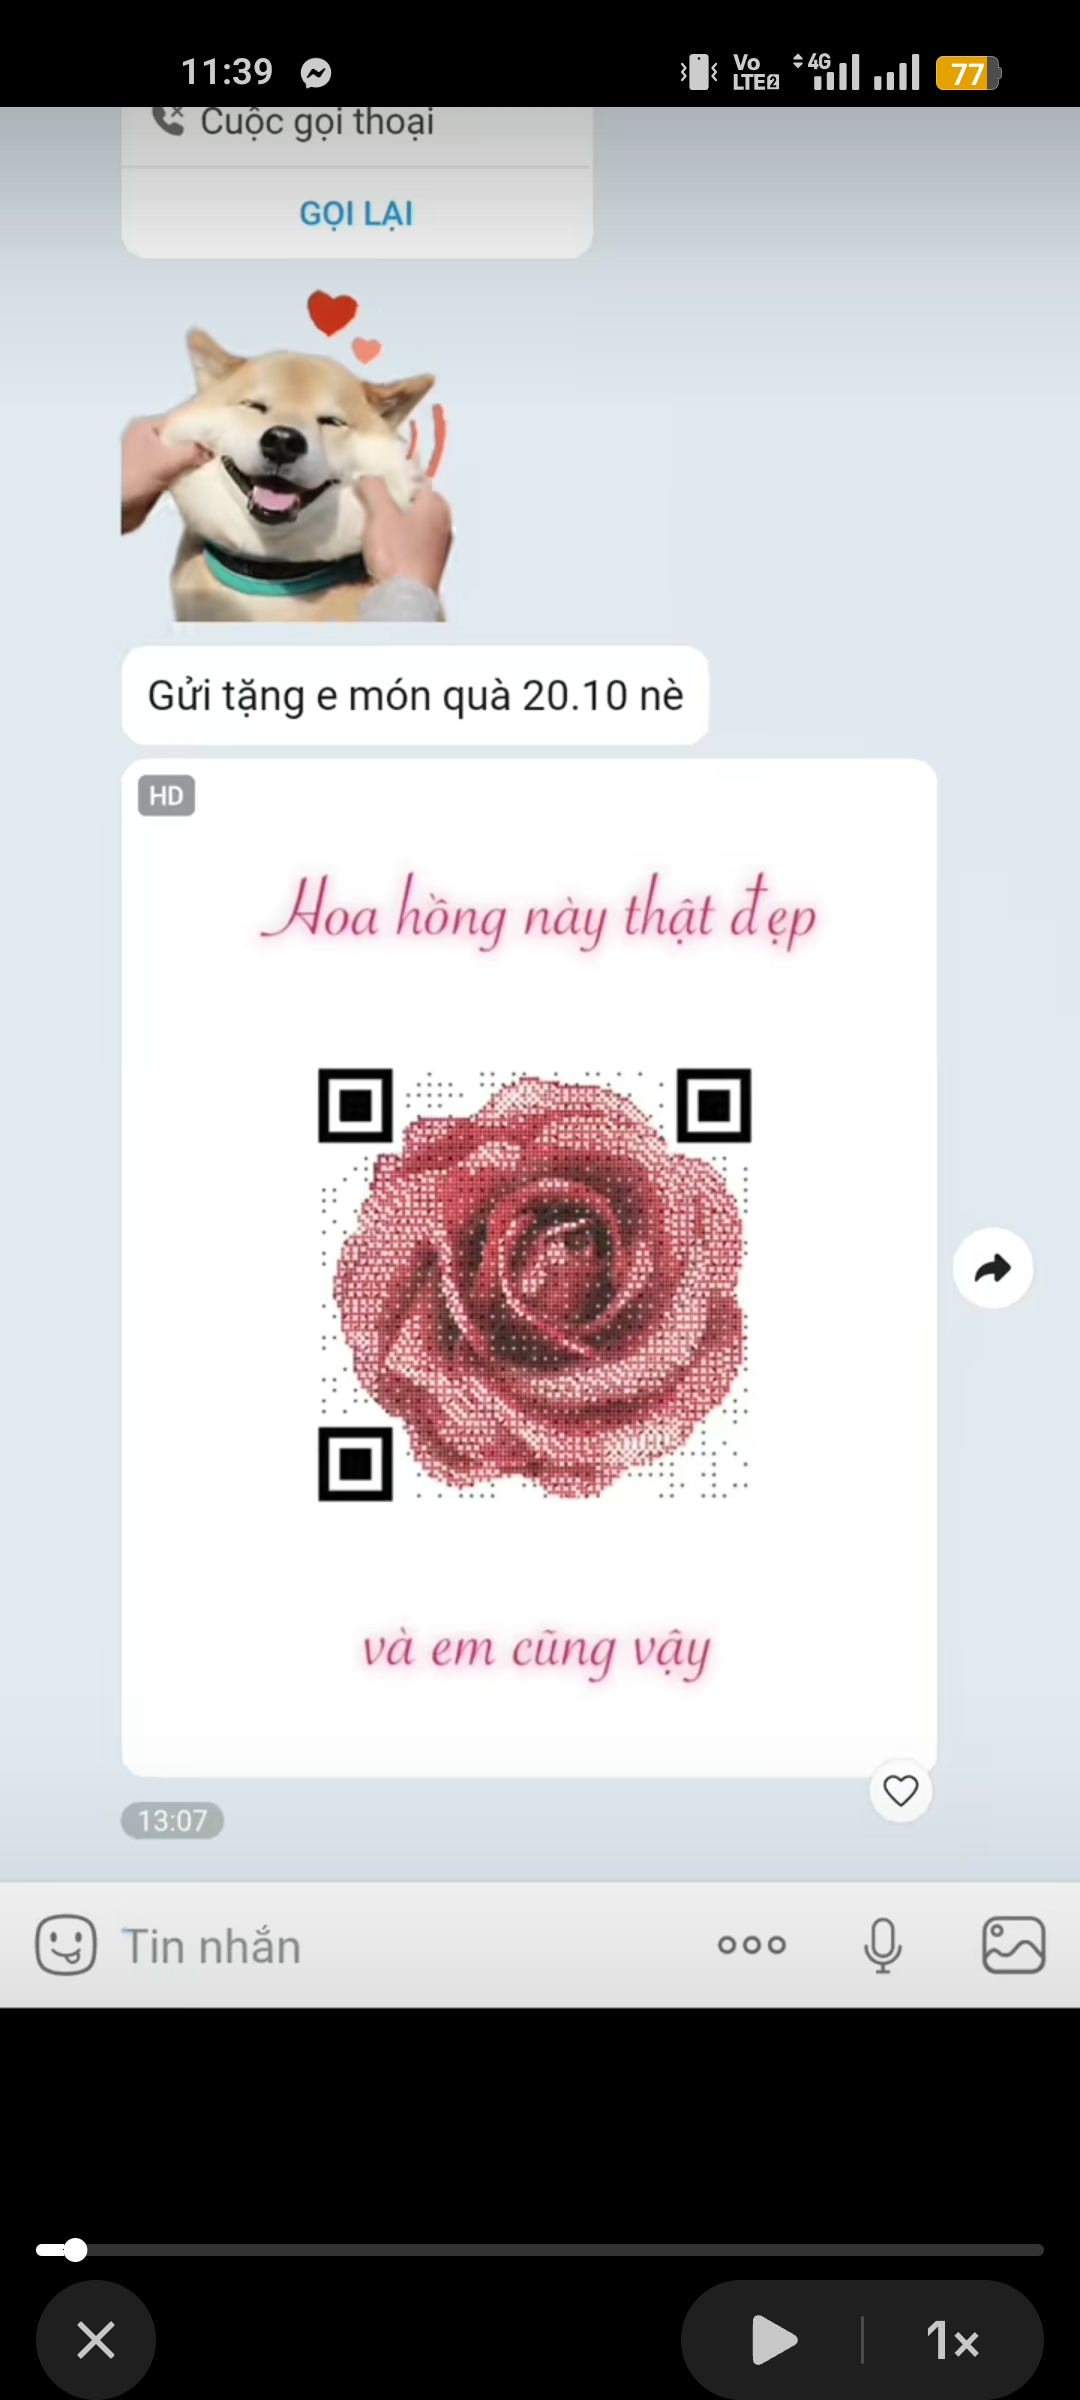 11:39
Vo
LTE2
4G
77
Cuộc gọi thoại
GỌI LẠI
Gửi tặng e món quà 20.10 nè
HD
Hoa hồng này thật đẹp
và em cũng vậy
13:07
Tin nhắn
1×